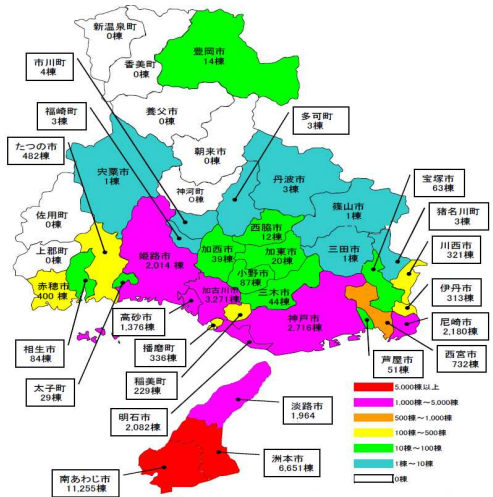 新温泉町
0棟
豊岡市
14棟
市川町
4棟
香美町
0棟
福崎町
3棟
養父市
0棟
多可町
3棟
たつの市
482棟
朝来市
0棟
宍粟市
1棟
丹波市
3棟
宝塚市
63棟
神河町
0棟
篠山市
1棟
猪名川町
3棟
佐用町
0棟
西脇市
12棟
川西市
321棟
上郡町
0棟
姫路市
2,014棟
加西市
39棟
加東市
20棟
三田市
1棟
小野市
87棟
伊丹市
313棟
赤穂市
400棟
加古川市
3,271棟
三木市
44棟
神戸市
2,716棟
高砂市
1,376棟
尼崎市
2,180棟
相生市
84棟
播磨町
336棟
西宮市
732棟
芦屋市
51棟
太子町
29棟
稲美町
229棟
明石市
2,082棟
淡路市
1,964
洲本市
6,651棟
南あわじ市
11,255棟
5,000棟以上
1,000棟~5,000棟
500棟~1,000棟
100棟~500棟
10棟~100棟
1棟~10棟
0棟